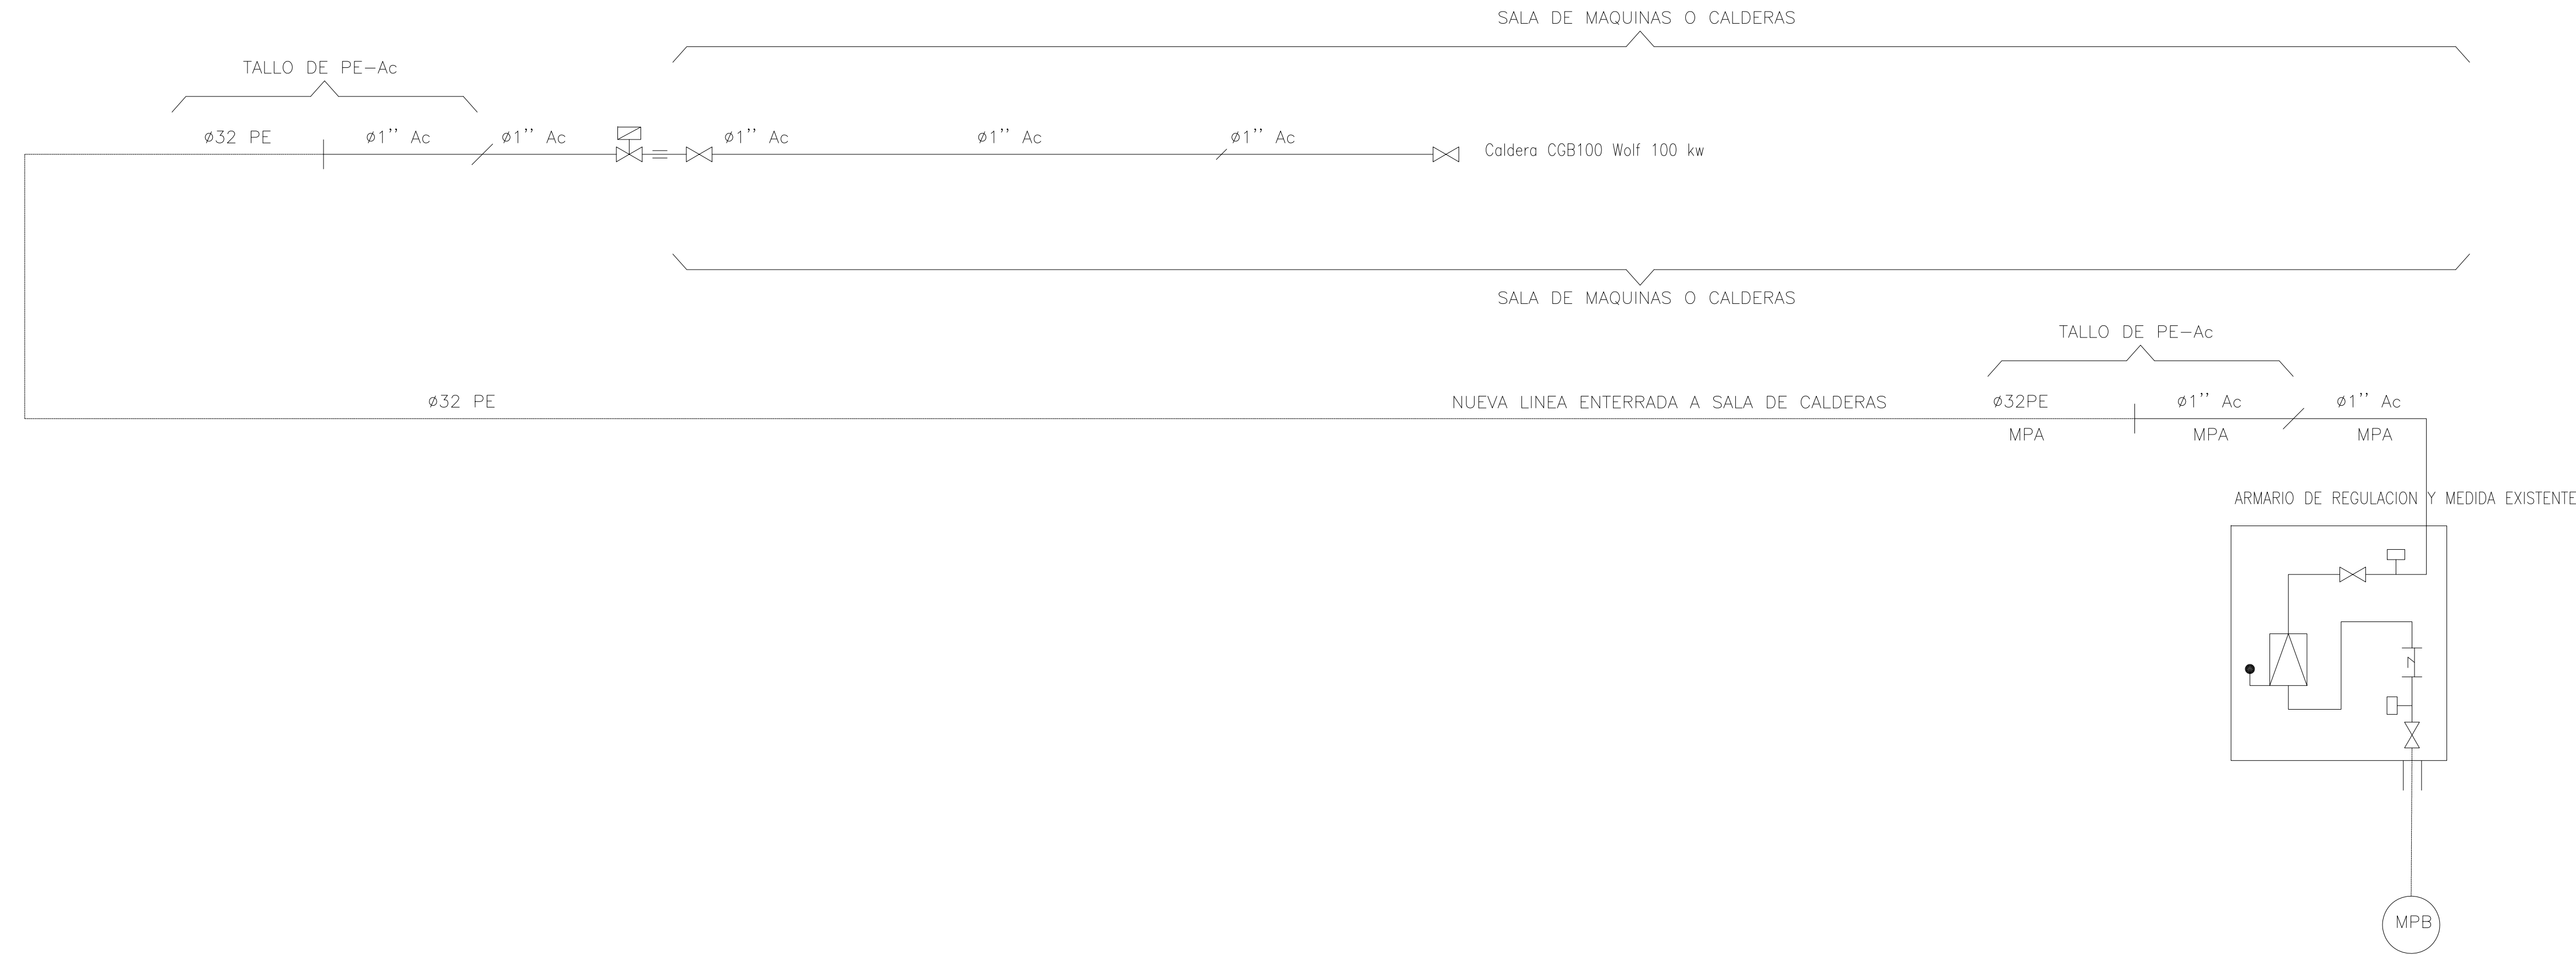 SALA DE MAQUINAS O CALDERAS
TALLO DE PE-Ac
ø32 PE
ø1'' Ac
ø1'' Ac
ø1'' Ac
ø1'' Ac
ø1'' Ac
Caldera CGB100 Wolf 100 kw
SALA DE MAQUINAS O CALDERAS
TALLO DE PE-Ac
ø32 PE
NUEVA LINEA ENTERRADA A SALA DE CALDERAS
ø32PE
ø1'' Ac
ø1'' Ac
MPA
MPA
MPA
ARMARIO DE REGULACION Y MEDIDA EXISTENTE
MPB